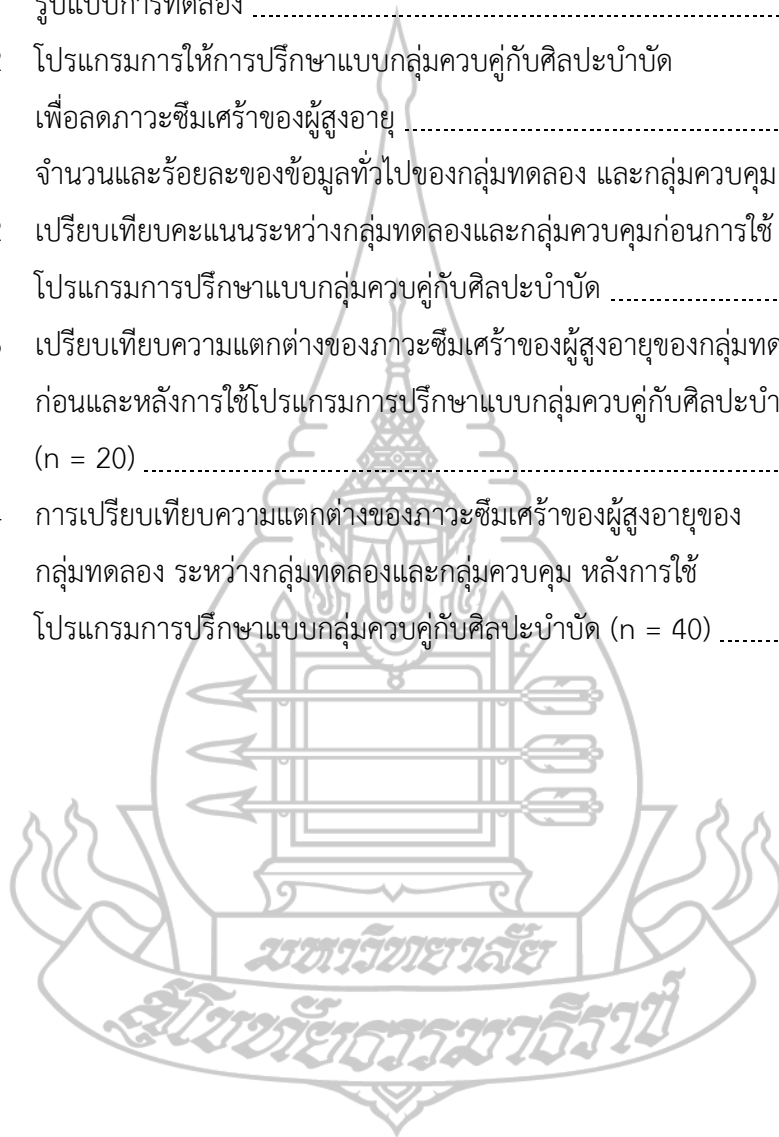 รูปแบบการทดลอง
โปรแกรมการให้การปรึกษาแบบกลุ่มควบคู่กับศิลปะบำบัด
เพื่อลดภาวะซึมเศร้าของผู้สูงอายุ
จำนวนและร้อยละของข้อมูลทั่วไปของกลุ่มทดลอง และกลุ่มควบคุม
เปรียบเทียบคะแนนระหว่างกลุ่มทดลองและกลุ่มควบคุมก่อนการใช้
โปรแกรมการปรึกษาแบบกลุ่มควบคู่กับศิลปะบำบัด
เปรียบเทียบความแตกต่างของภาวะซึมเศร้าของผู้สูงอายุของกลุ่มทด
ก่อนและหลังการใช้โปรแกรมการปรึกษาแบบกลุ่มควบคู่กับศิลปะบำ
(n = 20)
การเปรียบเทียบความแตกต่างของภาวะซึมเศร้าของผู้สูงอายุของ
กลุ่มทดลอง ระหว่างกลุ่มทดลองและกลุ่มควบคุม หลังการใช้
โปรแกรมการปรึกษาแบบกลุ่มควบคู่กับศิลปะบำบัด (n = 40)
มหาวิทยาลัย
สุโขทัยธรรมาธิราช